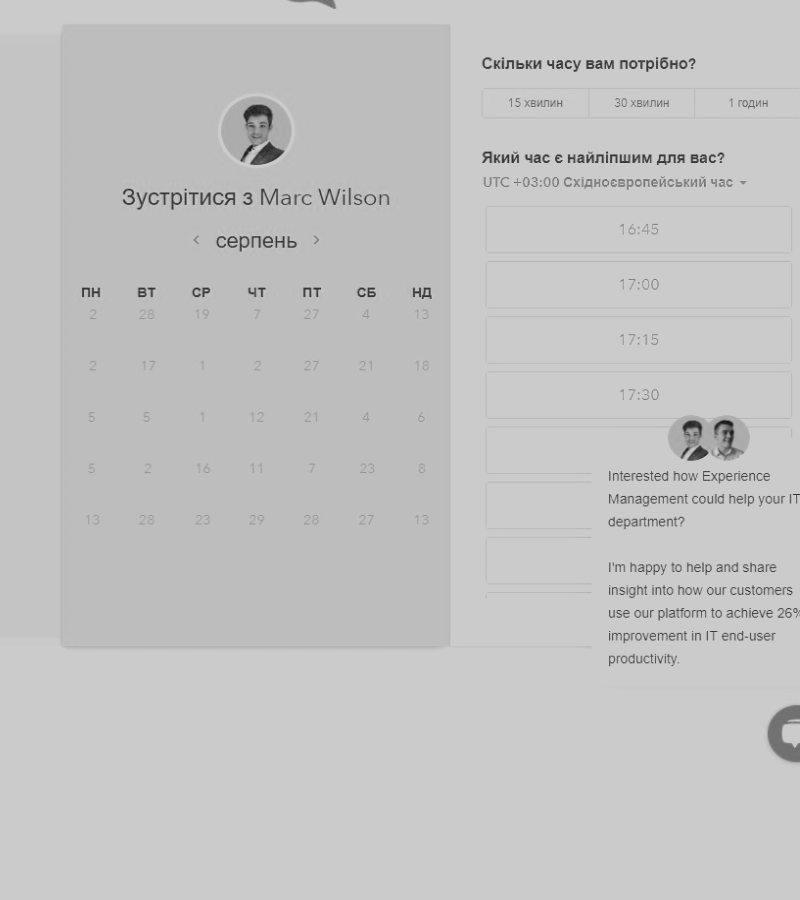 Зустрітися з Marc Wilson
серпень
ПН ВТ СР ЧТ ПТ СБ НД
2 28 19 7 27 4 13
2 17 1 2 27 21 18
5 5 1 12 21 4 6
5 2 16 11 7 23 8
13 28 23 29 28 27 13
Скільки часу вам потрібно?
15 хвилин 30 хвилин 1 годин
Який час є найліпшим для вас?
UTC +03:00 Східноєвропейський час
16:45
17:00
17:15
17:30
Interested how Experience
Management could help your IT
department?
I'm happy to help and share
insight into how our customers
use our platform to achieve 26%
improvement in IT end-user
productivity.